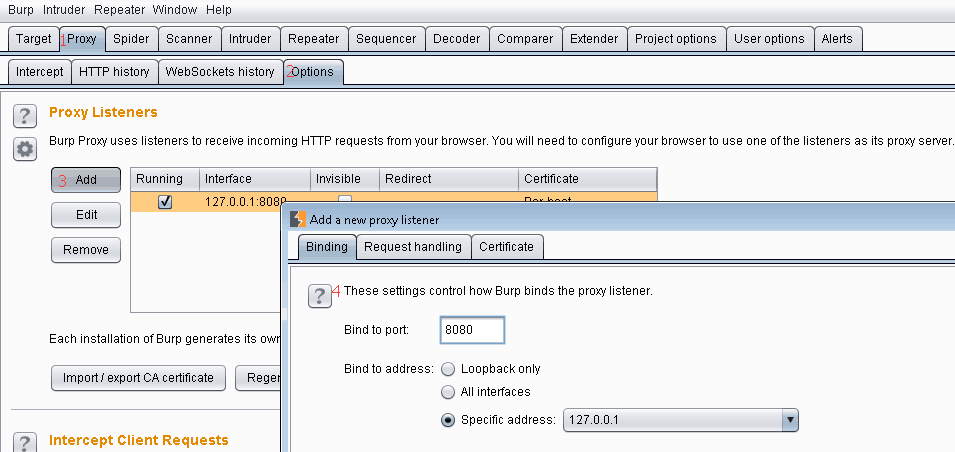 Burp Intruder Repeater Window Help
Target 1 Proxy Spider Scanner Intruder Repeater Sequencer Decoder Comparer Extender Project options User options Alerts
Intercept HTTP history WebSockets history 2 Options
? Proxy Listeners
Burp Proxy uses listeners to receive incoming HTTP requests from your browser. You will need to configure your browser to use one of the listeners as its proxy server.
3 Add Running Interface Invisible Redirect Certificate
127.0.0.1:8080 Per-host
Edit
Remove
Add a new proxy listener
Binding Request handling Certificate
? 4 These settings control how Burp binds the proxy listener.
Bind to port: 8080
Each installation of Burp generates its own
Bind to address: Loopback only
Import / export CA certificate Regen
All interfaces
Specific address: 127.0.0.1
? Intercept Client Requests